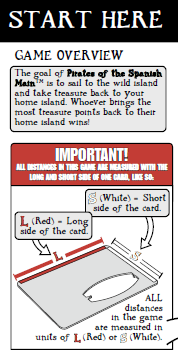 START HERE
GAME OVERVIEW
The goal of Pirates of the Spanish
Main™ is to sail to the wild island
and take treasure back to your
home island. Whoever brings the
most treasure points back to their
home island wins!
IMPORTANT!
ALL DISTANCES IN THIS GAME ARE MEASURED WITH THE
LONG AND SHORT SIDE OF ONE CARD, LIKE SO:
S (White) = Short
side of the card.
L (Red) = Long
side of the card.
L
S
ALL
distances
in the game
are measured in
units of L (Red) or S (White).